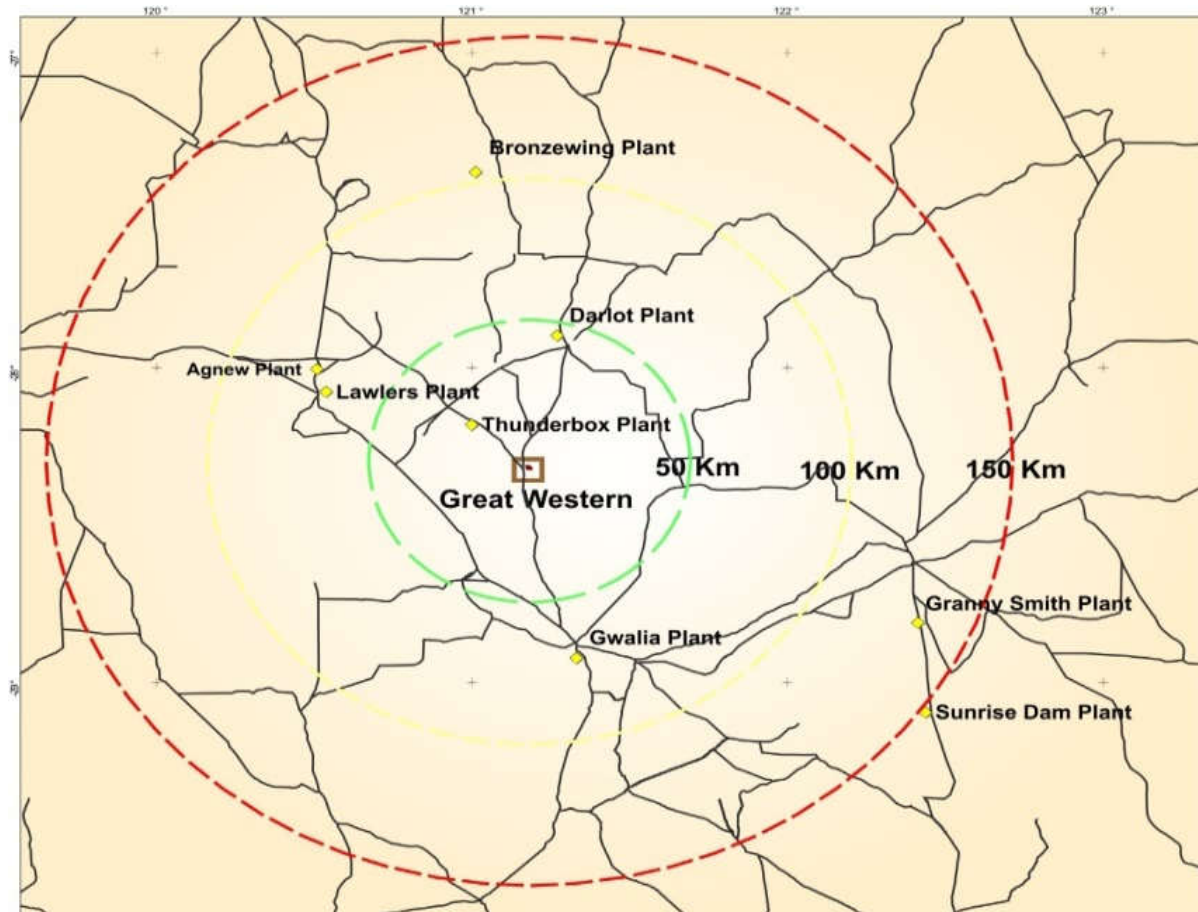 120 °
121 °
122 °
123 °
Bronzewing Plant
Darlot Plant
Agnew Plant
Lawlers Plant
Thunderbox Plant
50 Km
100 Km
150 Km
Great Western
Granny Smith Plant
Gwalia Plant
Sunrise Dam Plant